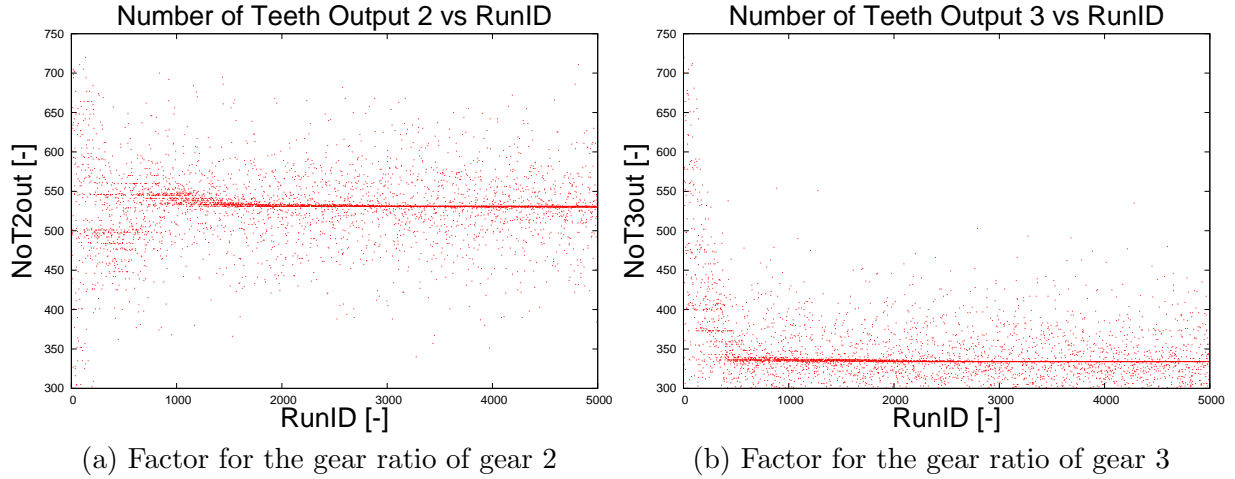 Number of Teeth Output 2 vs RunID
750
700
650
600
550
500
450
400
350
300
NoT2out [-]
0 1000 2000 3000 4000 5000
RunID [-]
(a) Factor for the gear ratio of gear 2
Number of Teeth Output 3 vs RunID
750
700
650
600
550
500
450
400
350
300
NoT3out [-]
0 1000 2000 3000 4000 5000
RunID [-]
(b) Factor for the gear ratio of gear 3